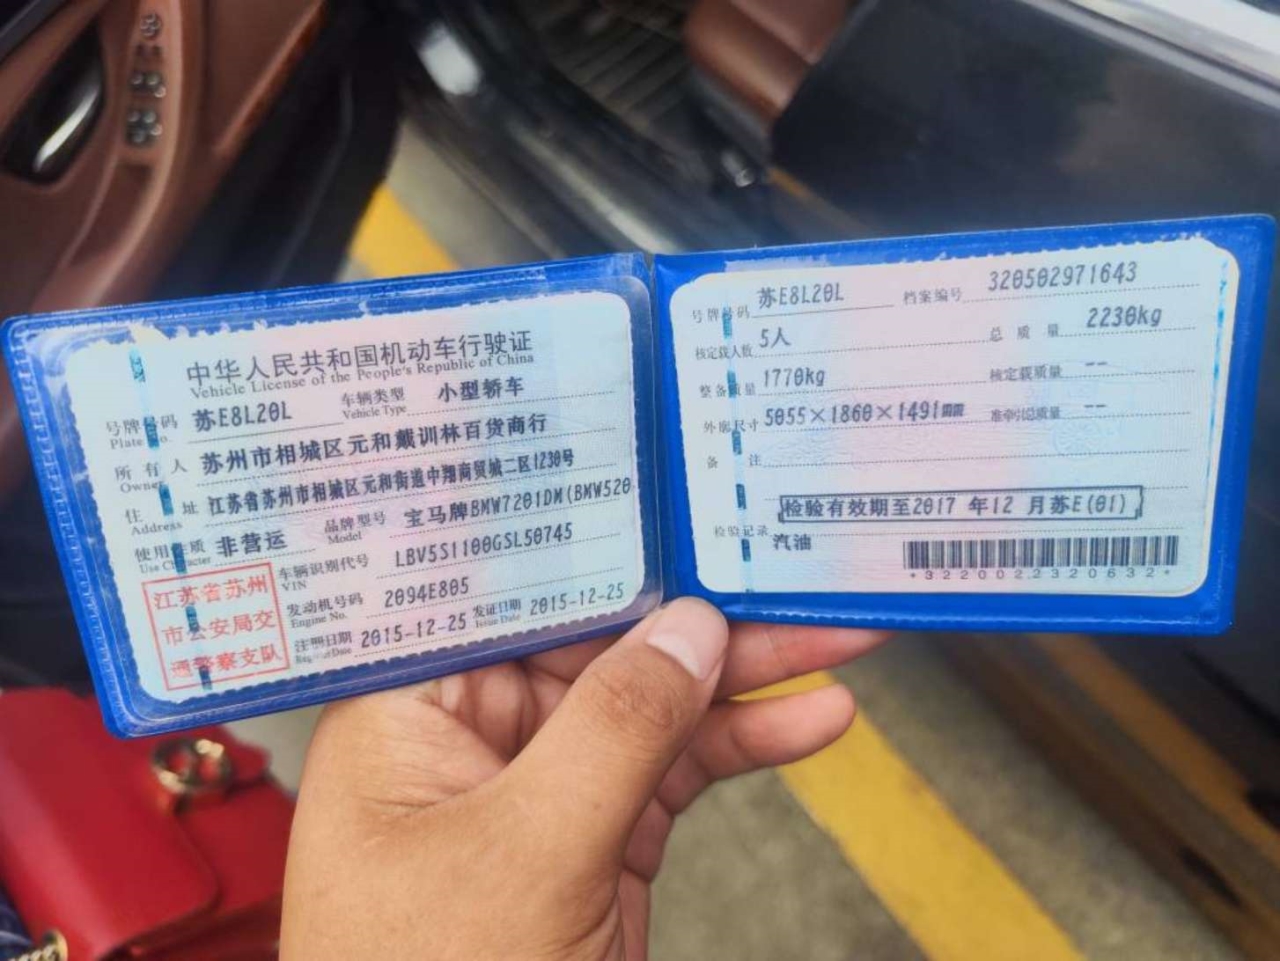 中华人民共和国机动车行驶证
Vehicle License of the People's Republic of China
号牌号码 苏E8L20L 车辆类型 小型轿车
Plate No. Vehicle Type
所有人 苏州市相城区元和戴训林百货商行
Owner
住址 江苏省苏州市相城区元和街道中翔商贸城二区1230号
Address
使用性质 非营运 品牌型号 宝马牌BMW7201DM(BMW520
Use Character Model
江苏省苏州
市公安局交
通警察支队
车辆识别代号 LBV5S1100GSL50745
VIN
发动机号码 2094E805
Engine No.
注册日期 2015-12-25 发证日期 2015-12-25
Register Date Issue Date
号牌号码 苏E8L20L 档案编号 320502971643
核定载人数 5人 总质量 2230kg
整备质量 1770kg 核定载质量 --
外廓尺寸 5055×1860×1491mm 准牵引总质量 --
备注
检验有效期至2017 年12 月苏E(01)
检验记录
汽油
*3220022320632*